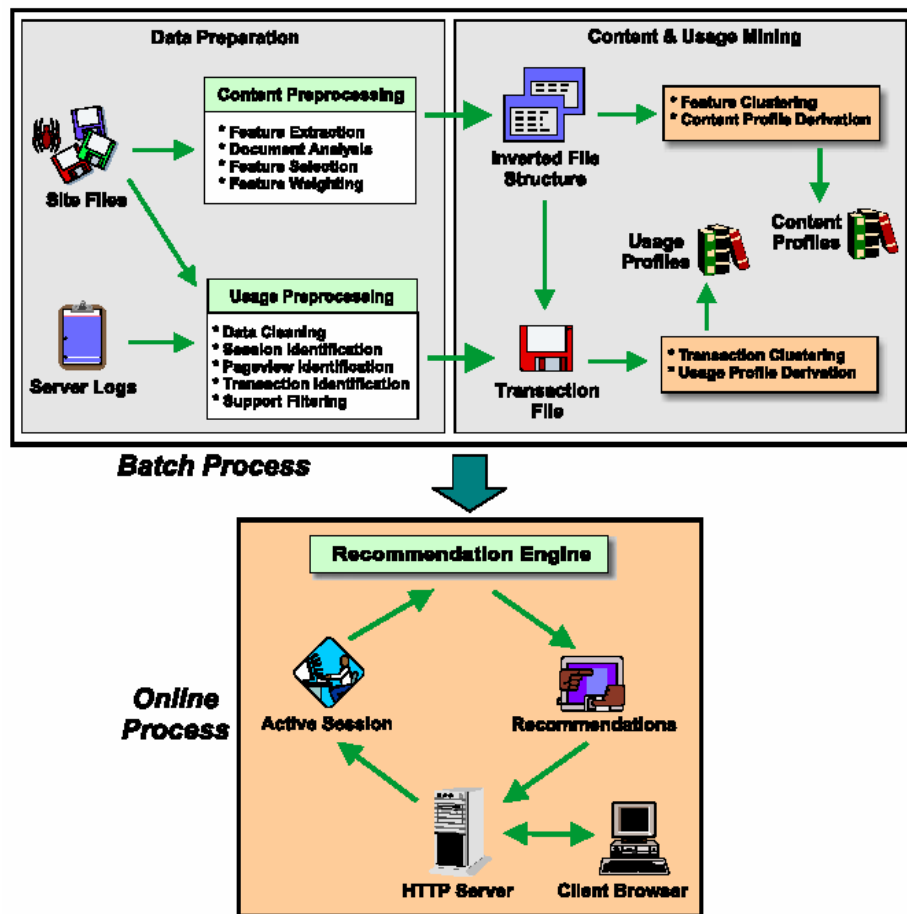 Data Preparation
Content Preprocessing
* Feature Extraction
* Document Analysis
* Feature Selection
* Feature Weighting
Site Files
Usage Preprocessing
* Data Cleaning
* Session Identification
* Pageview Identification
* Transaction Identification
* Support Filtering
Server Logs
Content & Usage Mining
Inverted File
Structure
* Feature Clustering
* Content Profile Derivation
Usage
Profiles
Content
Profiles
Transaction
File
* Transaction Clustering
* Usage Profile Derivation
Batch Process
Recommendation Engine
Online
Process
Active Session
Recommendations
HTTP Server
Client Browser